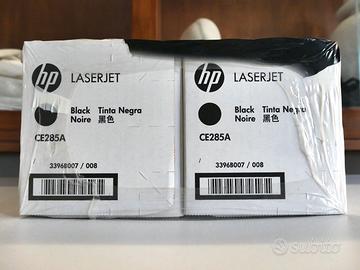 hp LASERJET
Black Tinta Negra
Noire 黑色
CE285A
33968007 / 008
hp LASERJET
Black Tinta Negra
Noire 黑色
CE285A
33968007 / 008
subito